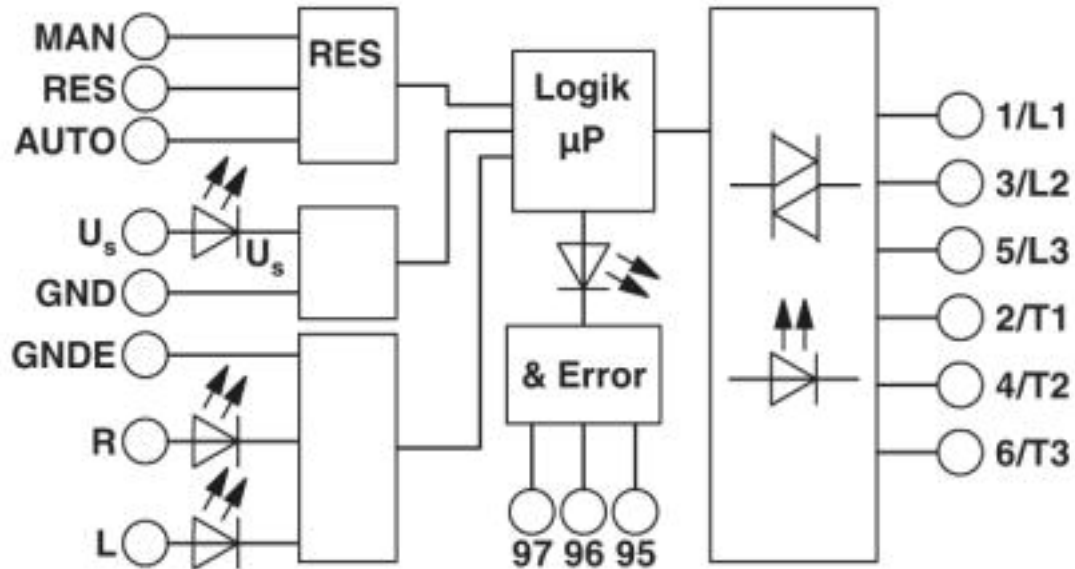 MAN
RES
AUTO
RES
Us
Us
GND
GNDE
R
L
Logik
µP
& Error
97 96 95
1/L1
3/L2
5/L3
2/T1
4/T2
6/T3